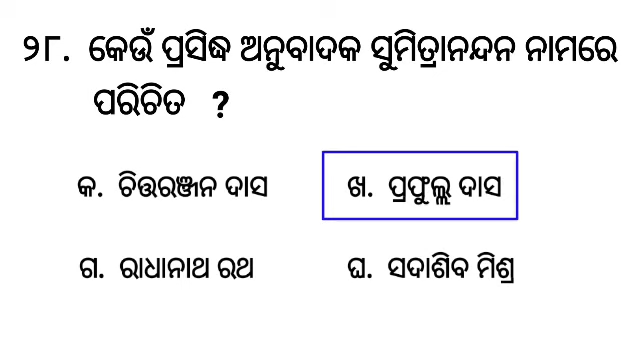 ୨୮. କେଉଁ ପ୍ରସିଦ୍ଧ ଅନୁବାଦକ ସୁମିତ୍ରାନନ୍ଦନ ନାମରେ
ପରିଚିତ ?
କ. ଚିତ୍ତରଞ୍ଜନ ଦାସ ଖ. ପ୍ରଫୁଲ୍ଲ ଦାସ
ଗ. ରାଧାନାଥ ରଥ ଘ. ସଦାଶିବ ମିଶ୍ର